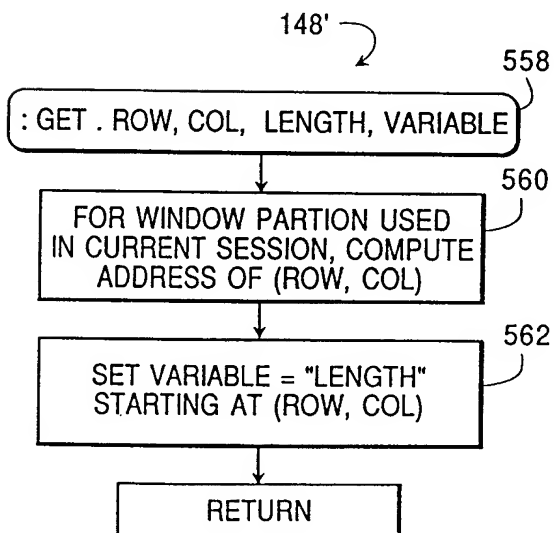 148'
558
: GET . ROW, COL, LENGTH, VARIABLE
560
FOR WINDOW PARTION USED
IN CURRENT SESSION, COMPUTE
ADDRESS OF (ROW, COL)
562
SET VARIABLE = "LENGTH"
STARTING AT (ROW, COL)
RETURN